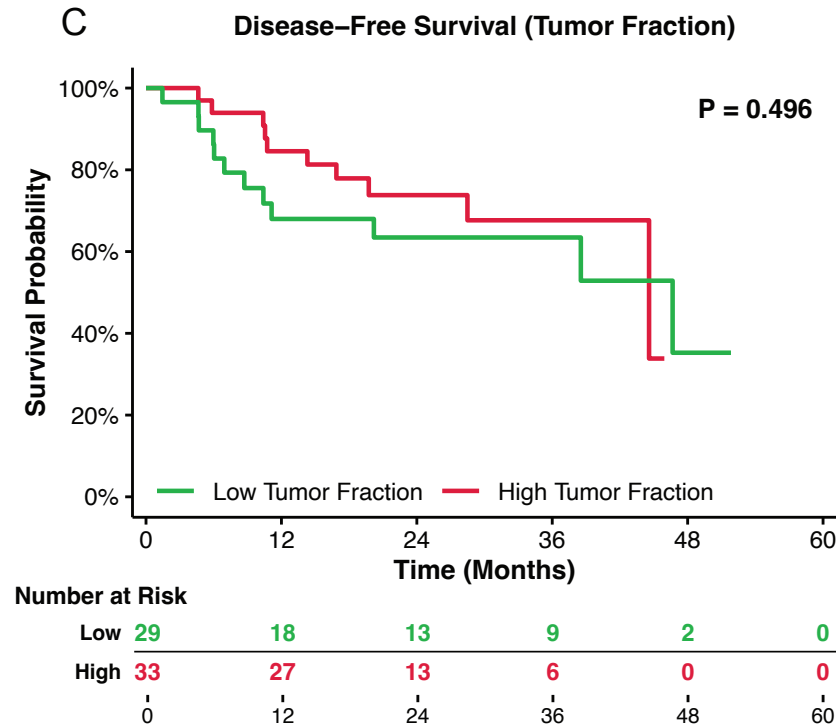 C
Disease–Free Survival (Tumor Fraction)
P = 0.496
Survival Probability
100%
80%
60%
40%
20%
0%
Low Tumor Fraction High Tumor Fraction
0 12 24 36 48 60
Time (Months)
Number at Risk
Low 29 18 13 9 2 0
High 33 27 13 6 0 0
0 12 24 36 48 60